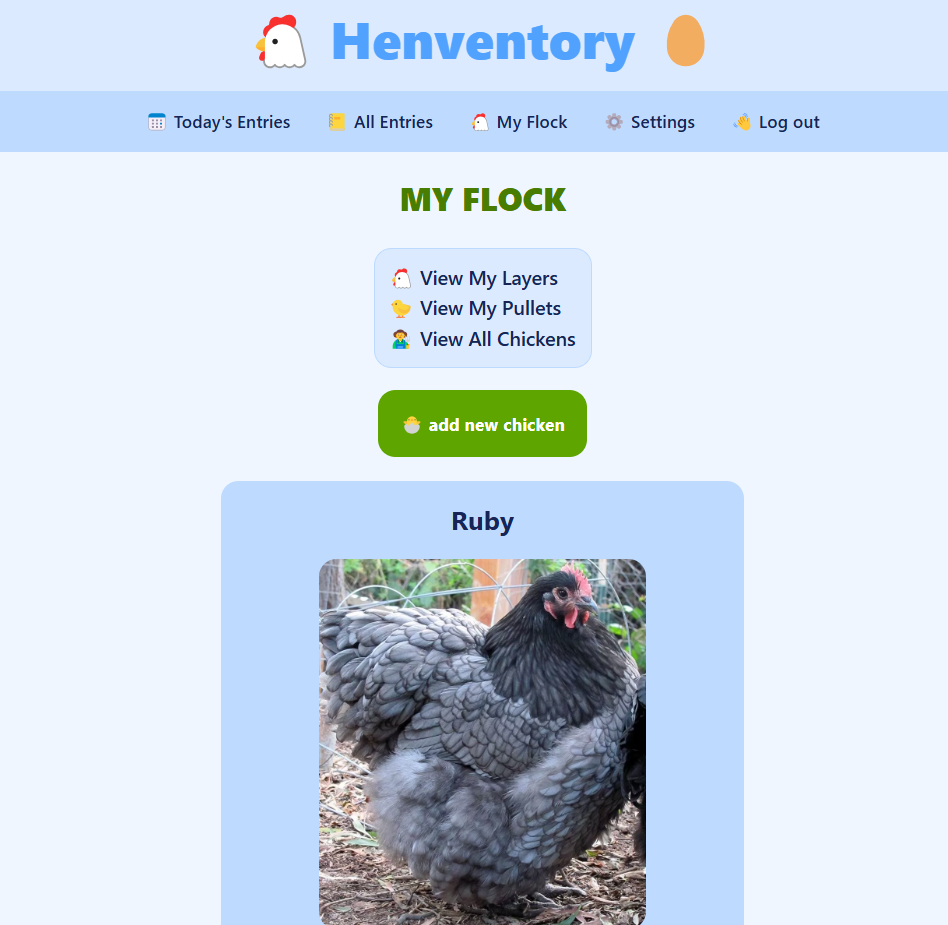 Henventory
Today's Entries All Entries My Flock Settings Log out
MY FLOCK
View My Layers
View My Pullets
View All Chickens
add new chicken
Ruby